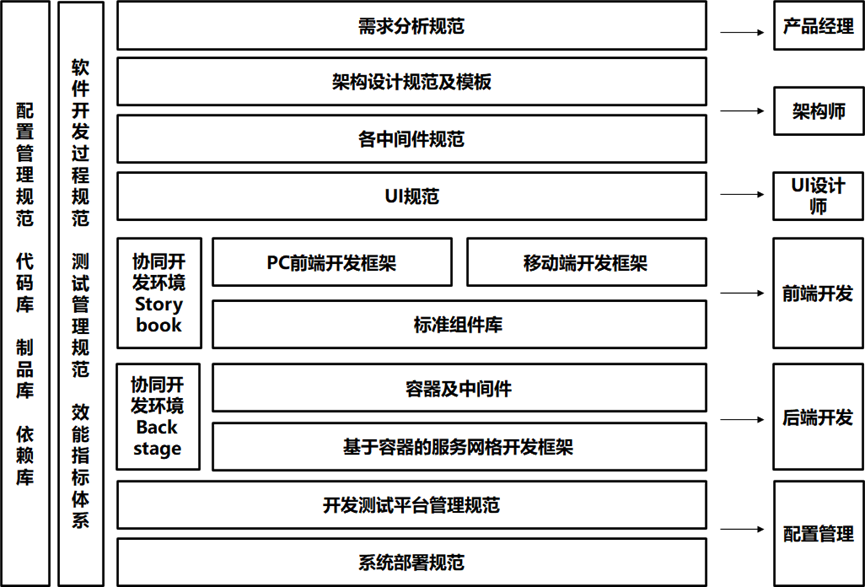 配置管理规范 代码库 制品库 依赖库
软件开发过程规范 测试管理规范 效能指标体系
需求分析规范
产品经理
架构设计规范及模板
各中间件规范
架构师
UI规范
UI设计
师
协同开
发环境
Story
book
PC前端开发框架
移动端开发框架
标准组件库
前端开发
协同开
发环境
Back
stage
容器及中间件
基于容器的服务网格开发框架
后端开发
开发测试平台管理规范
系统部署规范
配置管理